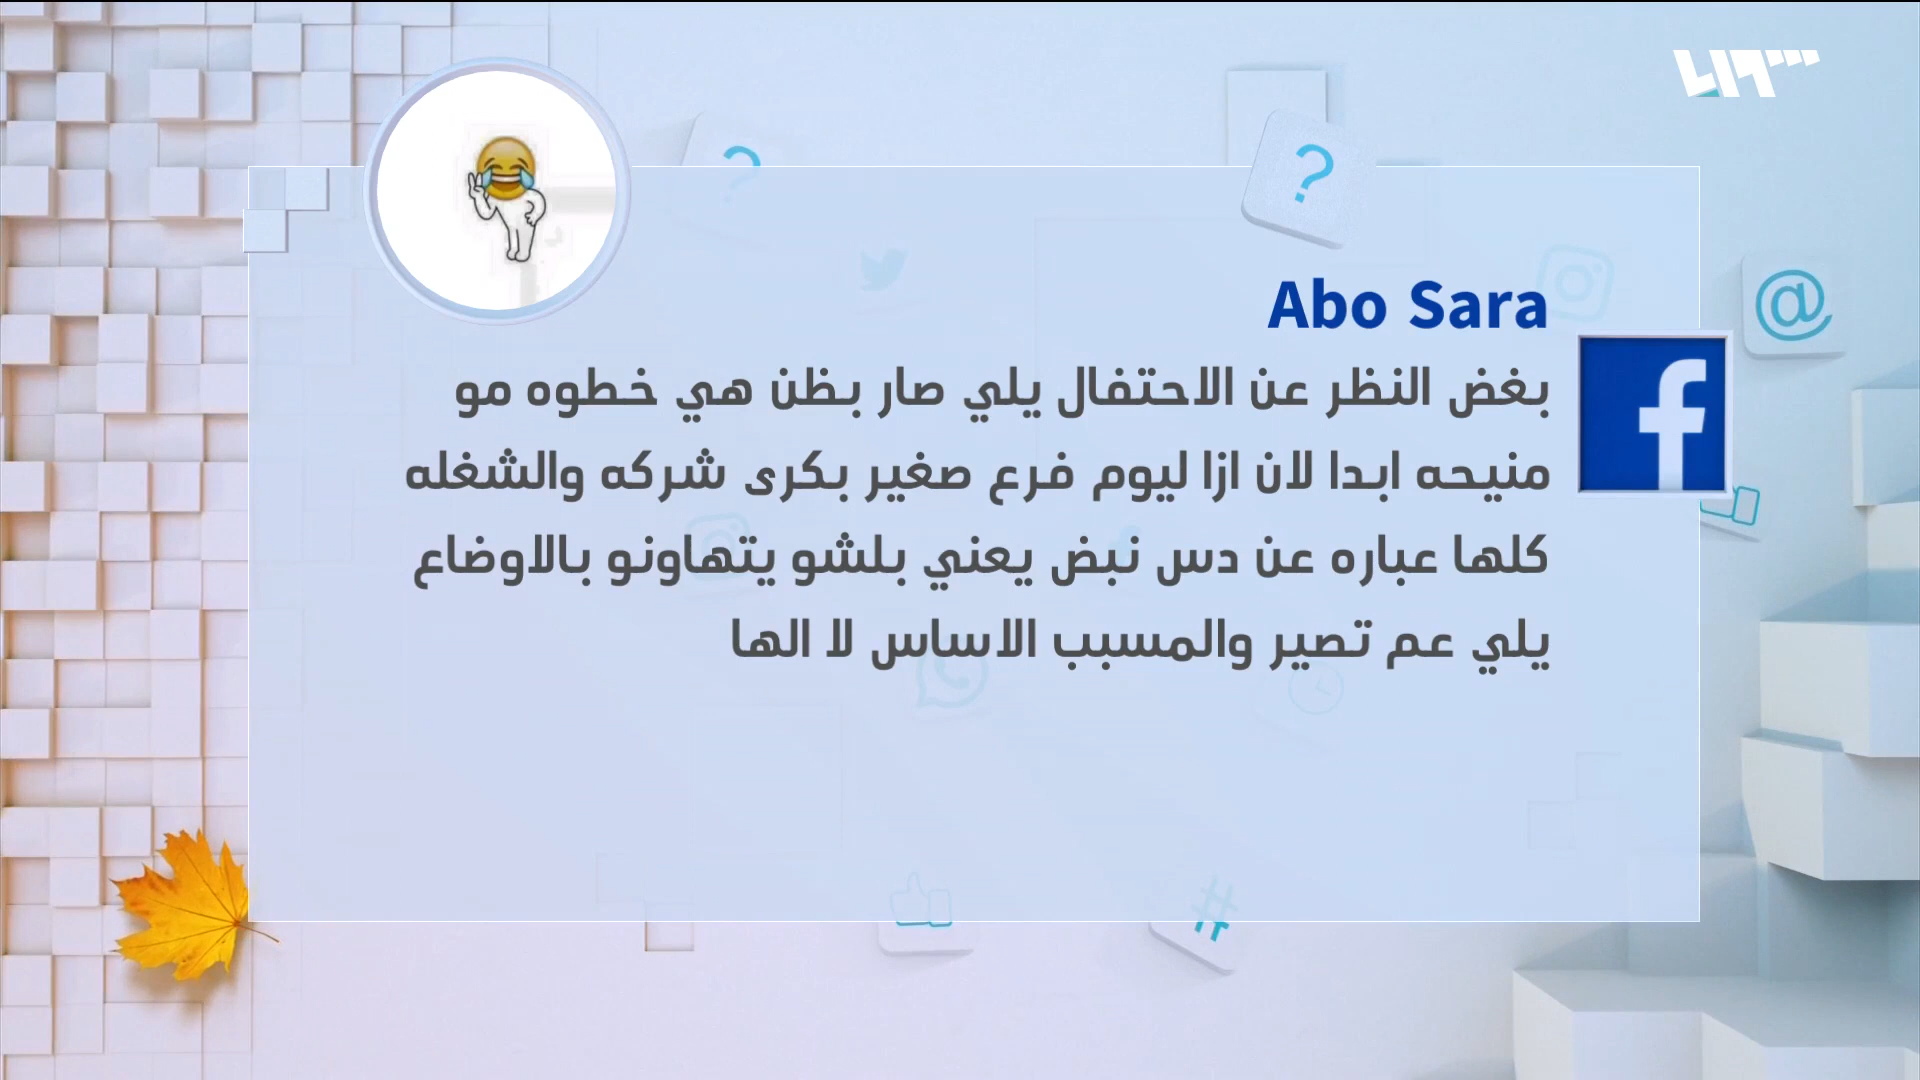 Abo Sara
بغض النظر عن الاحتفال يلي صار بظن هي خطوه مو
منيحه ابدا لان ازا ليوم فرع صغير بكرى شركه والشغله
كلها عباره عن دس نبض يعني بلشو يتهاونو بالاوضاع
يلي عم تصير والمسبب الاساس لا الها